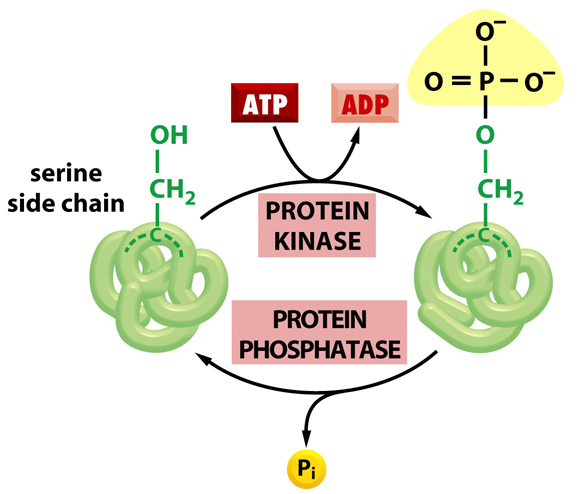 O⁻
O=P–O⁻
ATP
ADP
OH
O
serine
side chain
CH₂
CH₂
PROTEIN
KINASE
C
C
PROTEIN
PHOSPHATASE
Pᵢ